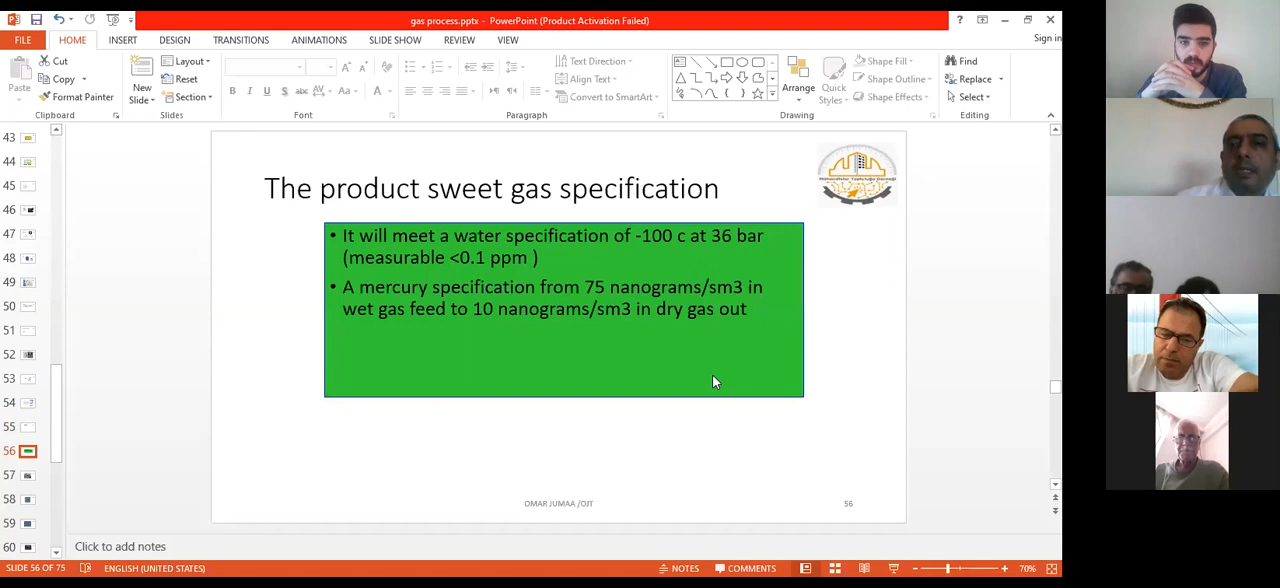 gas process.pptx - PowerPoint (Product Activation Failed)
FILE HOME INSERT DESIGN TRANSITIONS ANIMATIONS SLIDE SHOW REVIEW VIEW Sign in
Paste Cut Copy Format Painter Clipboard
New Slide Layout Reset Section Slides
Font
Text Direction Align Text Convert to SmartArt Paragraph
Arrange Quick Styles Shape Fill Shape Outline Shape Effects Drawing
Find Replace Select Editing
43
44
45
46
47
48
49
50
51
52
53
54
55
56
57
58
59
60
The product sweet gas specification
• It will meet a water specification of -100 c at 36 bar
(measurable <0.1 ppm )
• A mercury specification from 75 nanograms/sm3 in
wet gas feed to 10 nanograms/sm3 in dry gas out
OMAR JUMAA /OJT 56
Click to add notes
SLIDE 56 OF 75 ENGLISH (UNITED STATES) NOTES COMMENTS 70%